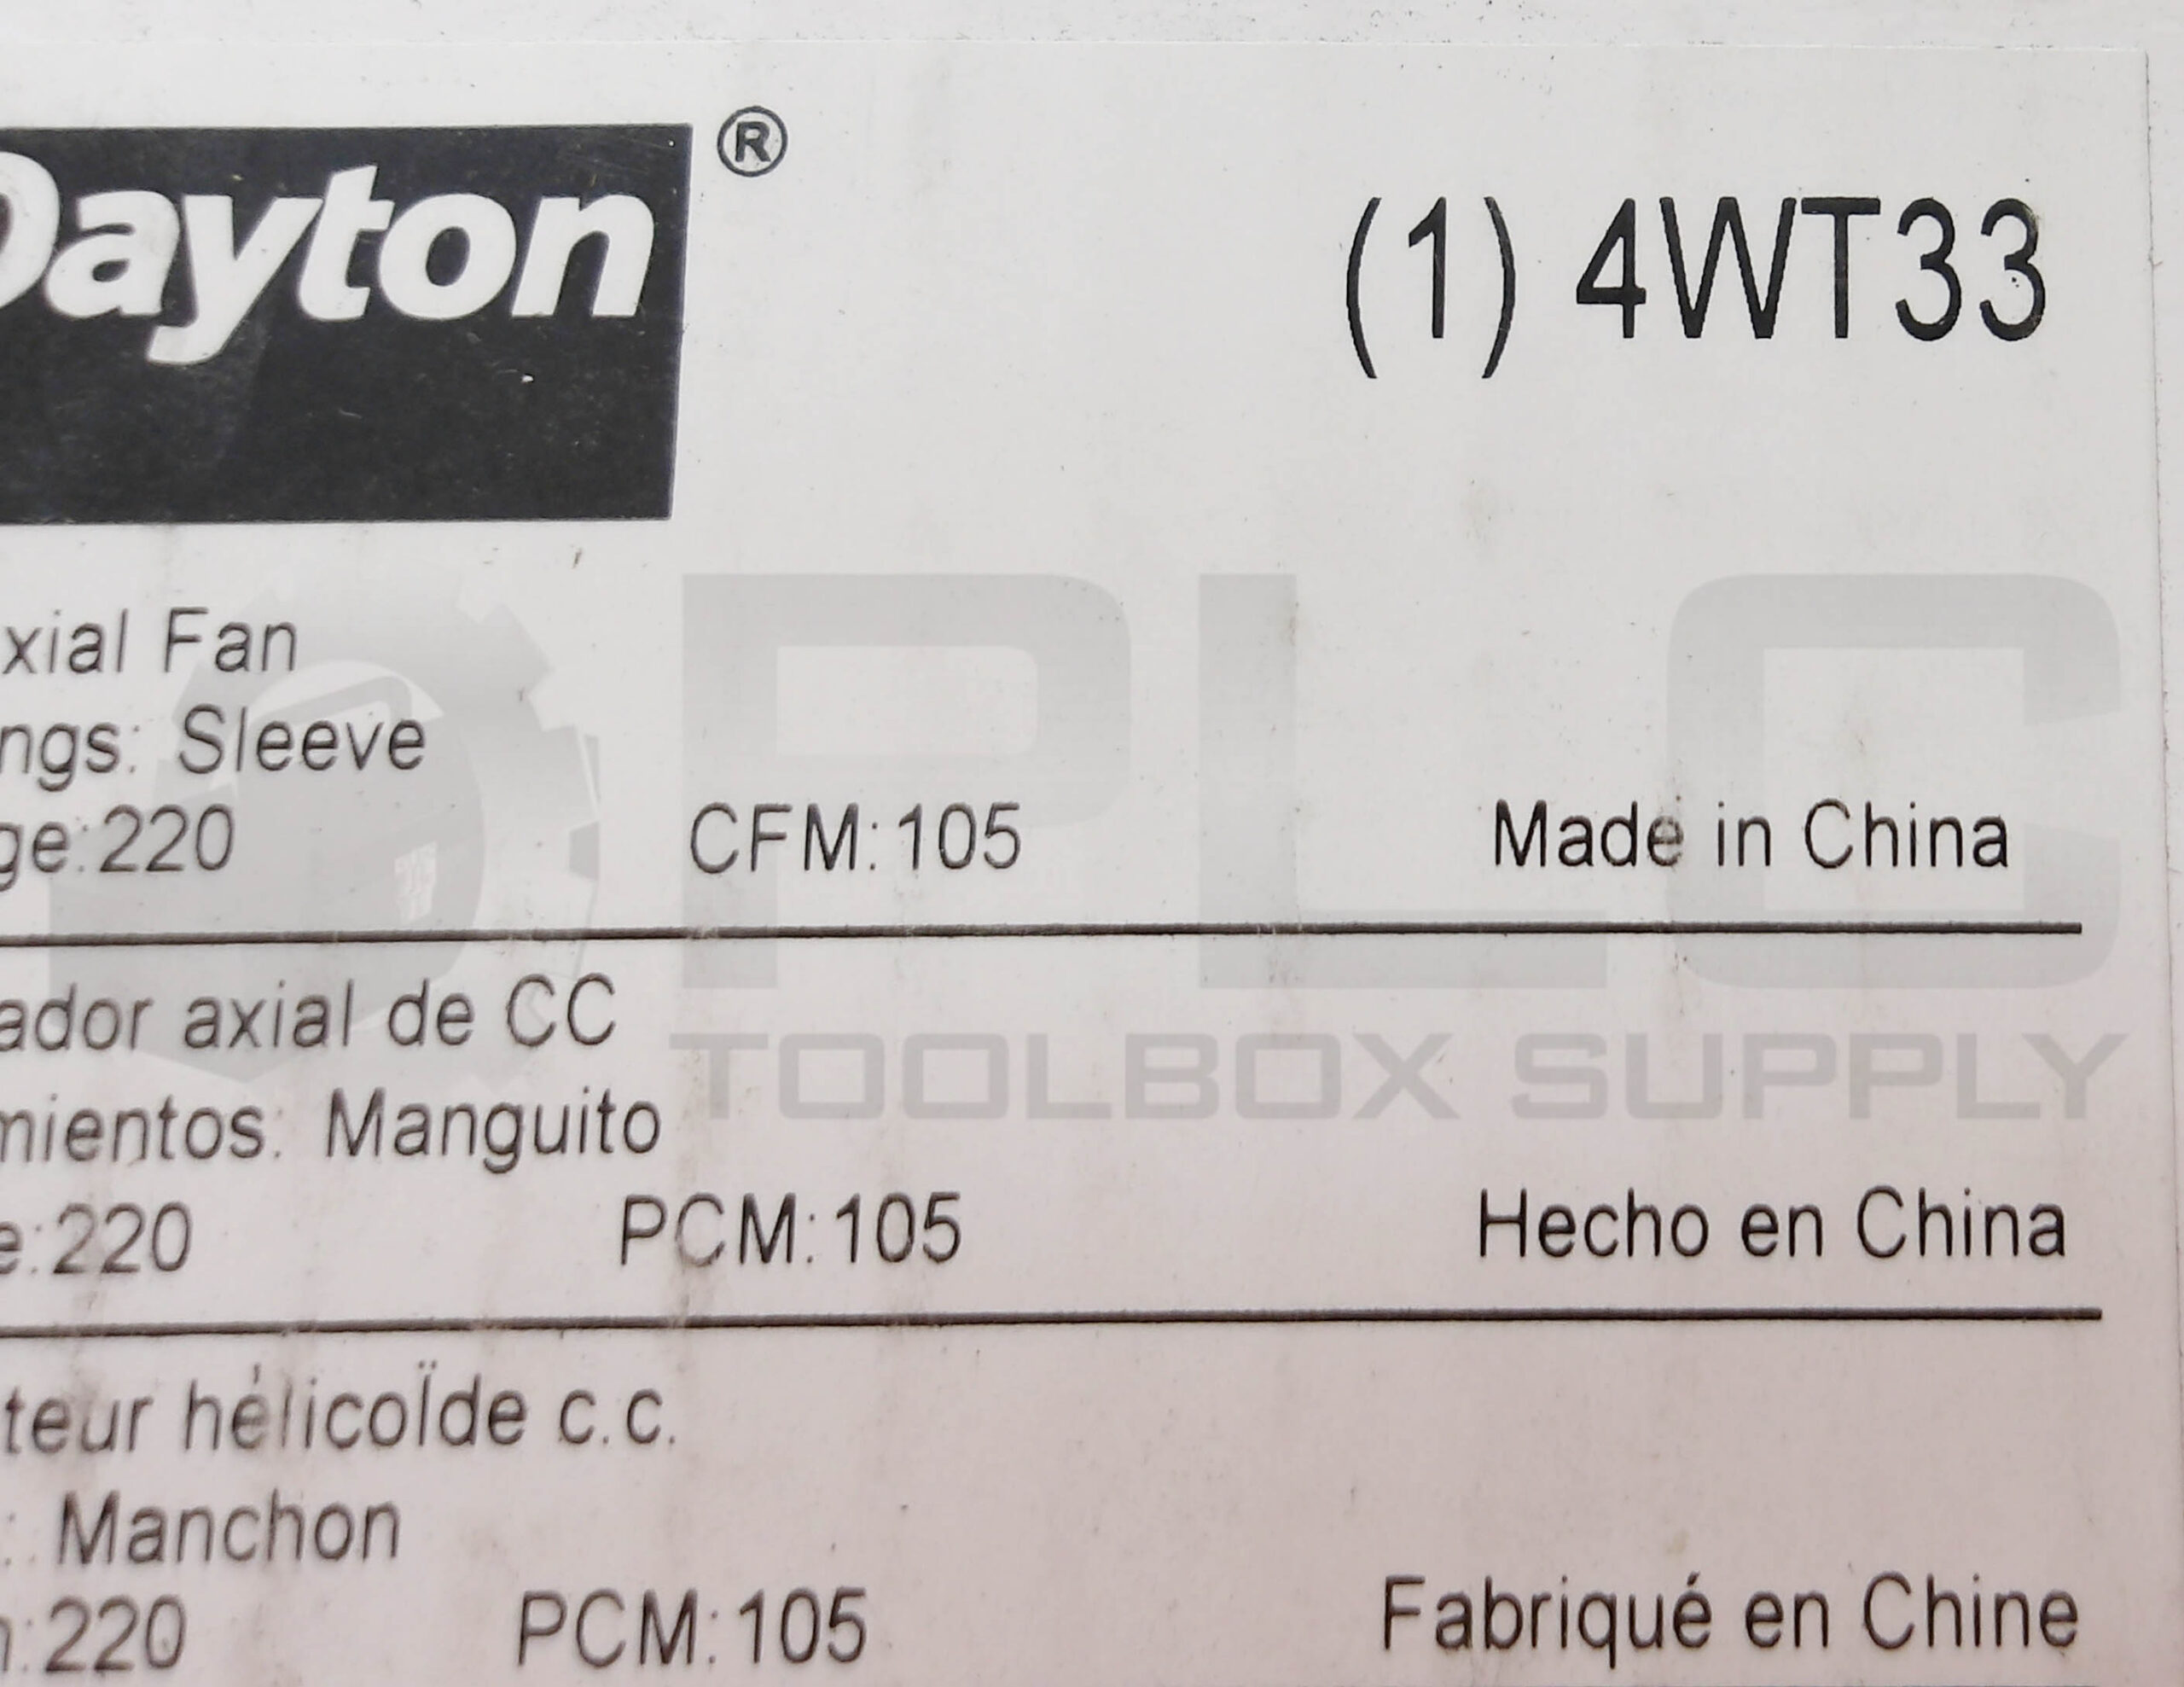 Dayton®
(1) 4WT33
xial Fan
ngs: Sleeve
ge:220 CFM:105 Made in China
ador axial de CC
mientos: Manguito
e:220 PCM:105 Hecho en China
teur hélicoïde c.c.
: Manchon
n:220 PCM:105 Fabriqué en Chine
PLC
TOOLBOX SUPPLY